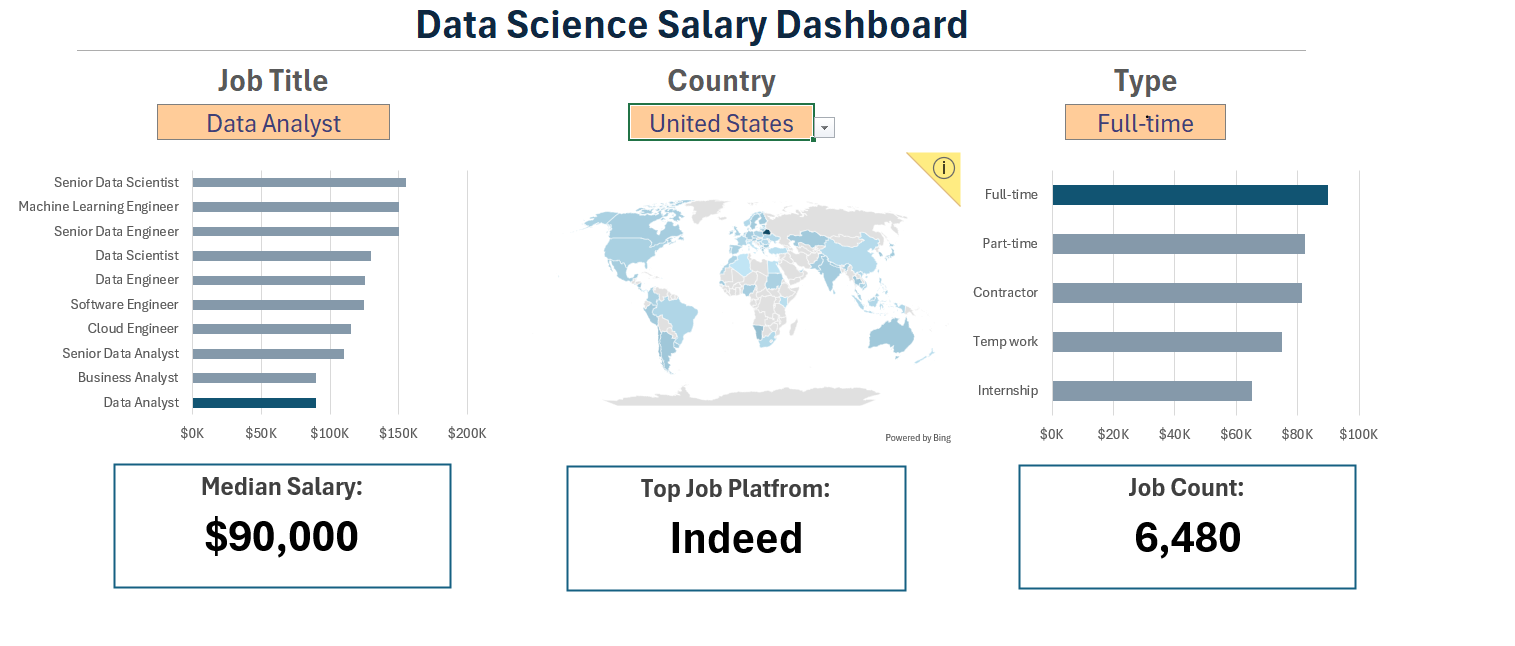 Data Science Salary Dashboard
Job Title
Data Analyst
Country
United States
Type
Full-time
Senior Data Scientist
Machine Learning Engineer
Senior Data Engineer
Data Scientist
Data Engineer
Software Engineer
Cloud Engineer
Senior Data Analyst
Business Analyst
Data Analyst
$0K $50K $100K $150K $200K
i
Powered by Bing
Full-time
Part-time
Contractor
Temp work
Internship
$0K $20K $40K $60K $80K $100K
Median Salary:
$90,000
Top Job Platfrom:
Indeed
Job Count:
6,480